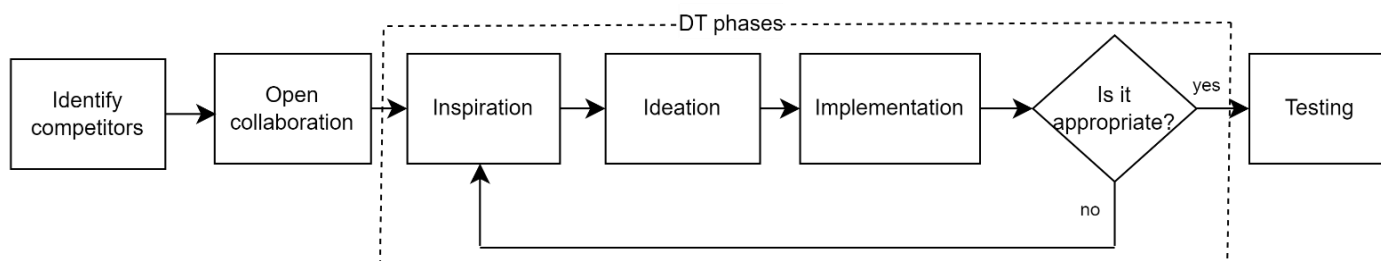 DT phases
Identify
competitors
Open
collaboration
Inspiration
Ideation
Implementation
Is it
appropriate?
yes
Testing
no